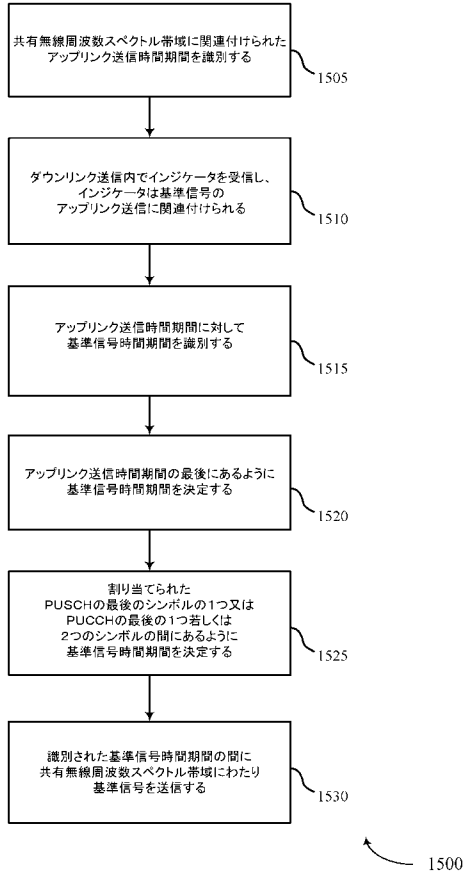 共有無線周波数スペクトル帯域に関連付けられた
アップリンク送信時間期間を識別する
1505
ダウンリンク送信内でインジケータを受信し、
インジケータは基準信号の
アップリンク送信に関連付けられる
1510
アップリンク送信時間期間に対して
基準信号時間期間を識別する
1515
アップリンク送信時間期間の最後にあるように
基準信号時間期間を決定する
1520
割り当てられた
PUSCHの最後のシンボルの1つ又は
PUCCHの最後の1つ若しくは
2つのシンボルの間にあるように
基準信号時間期間を決定する
1525
識別された基準信号時間期間の間に
共有無線周波数スペクトル帯域にわたり
基準信号を送信する
1530
1500